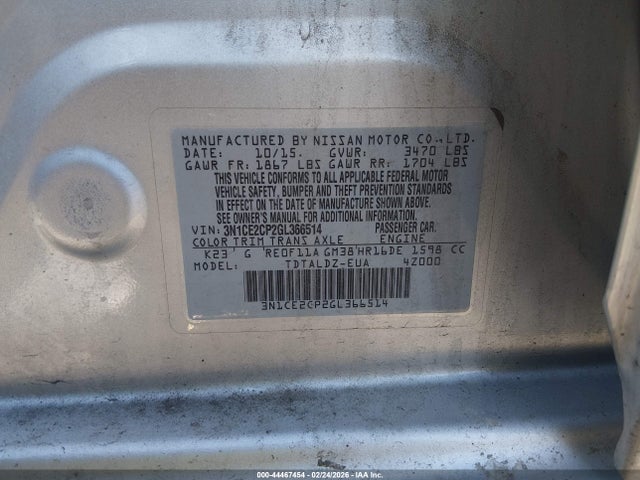 MANUFACTURED BY NISSAN MOTOR CO.,LTD.
DATE: 10/15. GVWR: 3470 LBS
GAWR FR: 1867 LBS GAWR RR: 1704 LBS
THIS VEHICLE CONFORMS TO ALL APPLICABLE FEDERAL MOTOR
VEHICLE SAFETY, BUMPER AND THEFT PREVENTION STANDARDS
IN EFFECT ON THE DATE OF MANUFACTURE SHOWN ABOVE.
SEE OWNER'S MANUAL FOR ADDITIONAL INFORMATION.
VIN: 3N1CE2CP2GL366514 PASSENGER CAR.
COLOR TRIM TRANS AXLE ENGINE
K23 G RE0F11A GM38 HR16DE 1598 CC
MODEL: TDTALDZ-EUA 4Z000
3N1CE2CP2GL366514
000-44467454 | 02/24/2026 — Copyright © IAA, LLC